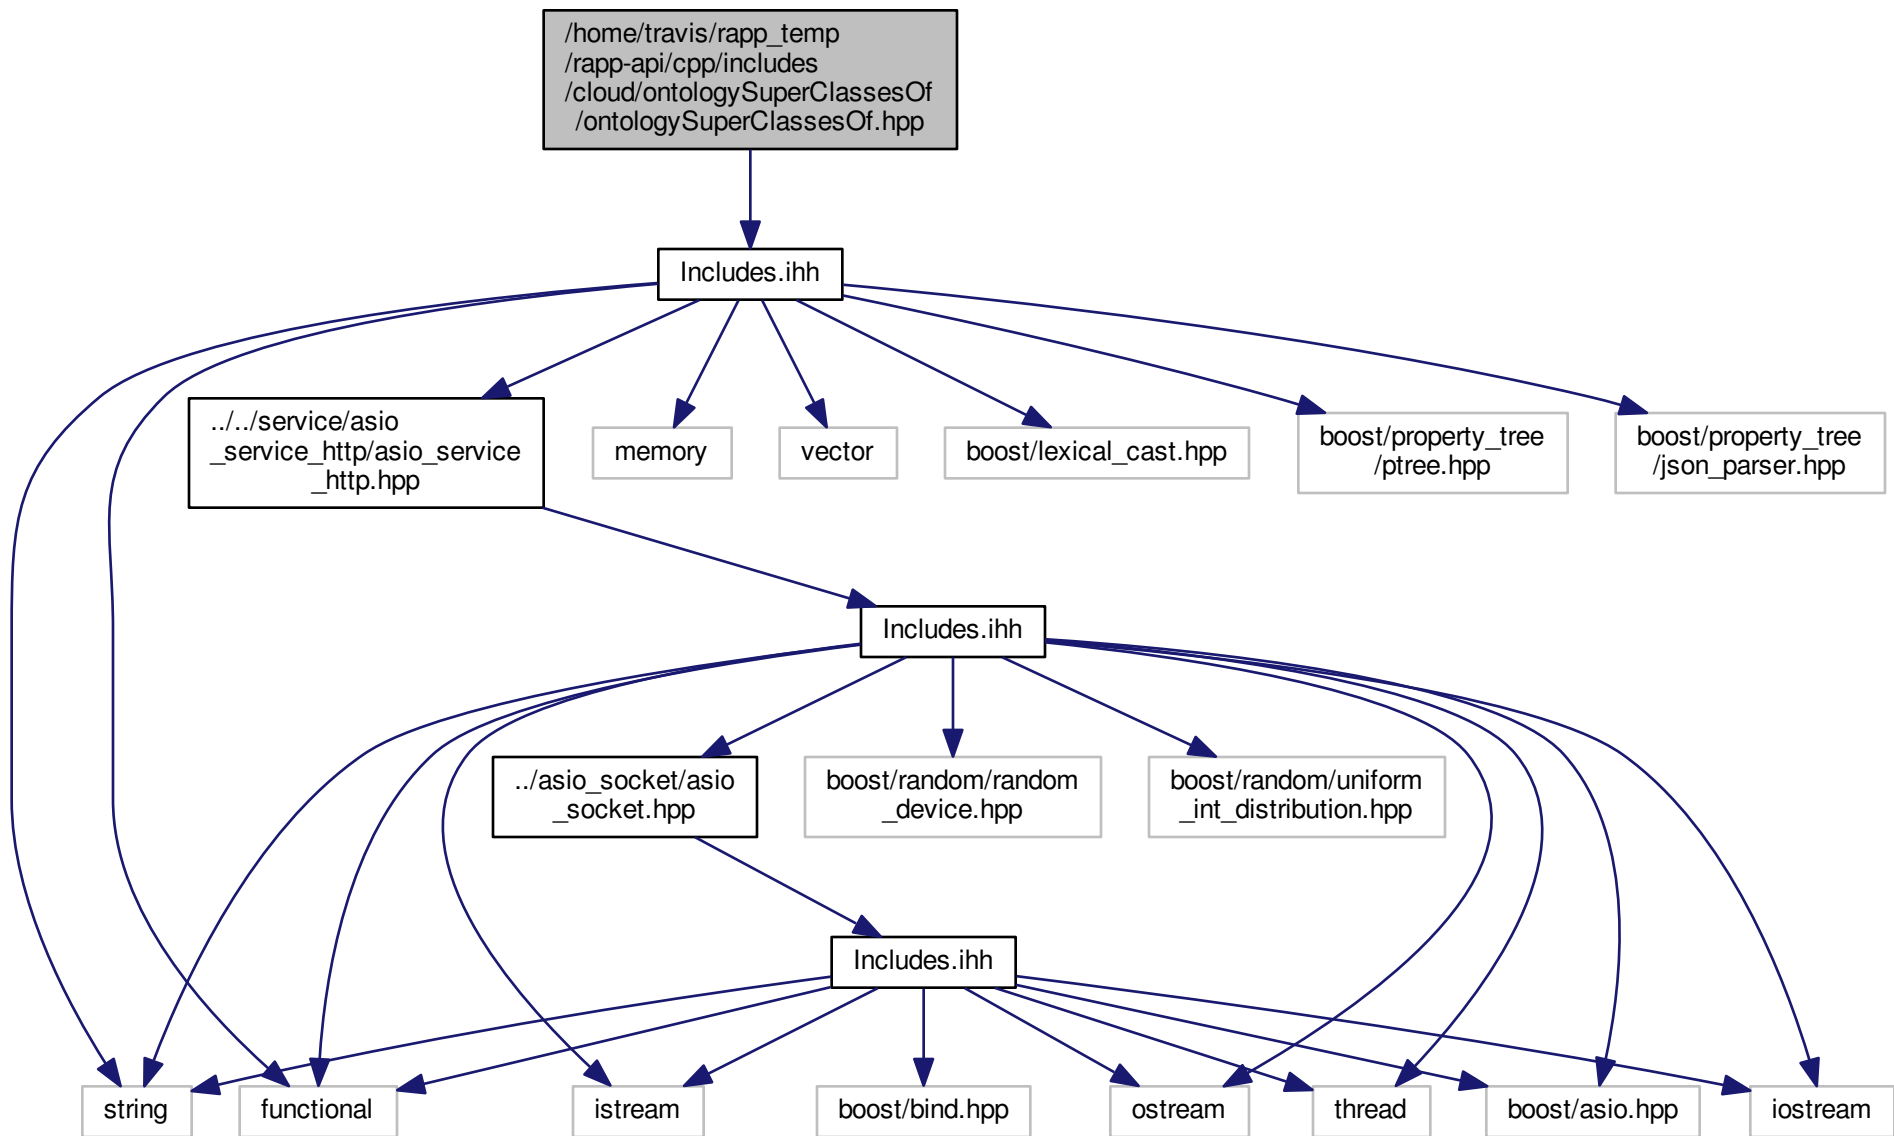 /home/travis/rapp_temp
/rapp-api/cpp/includes
/cloud/ontologySuperClassesOf
/ontologySuperClassesOf.hpp
Includes.ihh
../../service/asio
_service_http/asio_service
_http.hpp
memory
vector
boost/lexical_cast.hpp
boost/property_tree
/ptree.hpp
boost/property_tree
/json_parser.hpp
Includes.ihh
../asio_socket/asio
_socket.hpp
boost/random/random
_device.hpp
boost/random/uniform
_int_distribution.hpp
Includes.ihh
string
functional
istream
boost/bind.hpp
ostream
thread
boost/asio.hpp
iostream